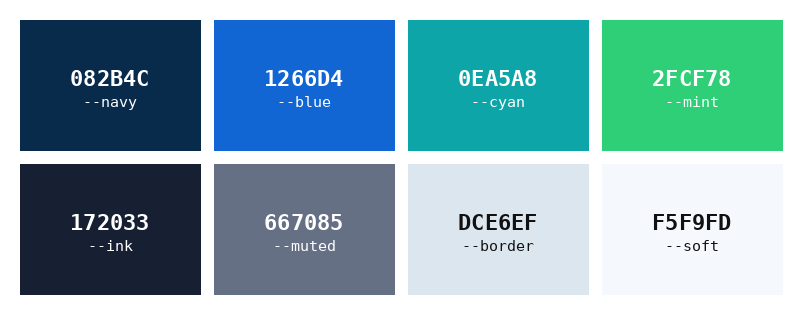 082B4C
--navy
1266D4
--blue
0EA5A8
--cyan
2FCF78
--mint
172033
--ink
667085
--muted
DCE6EF
--border
F5F9FD
--soft